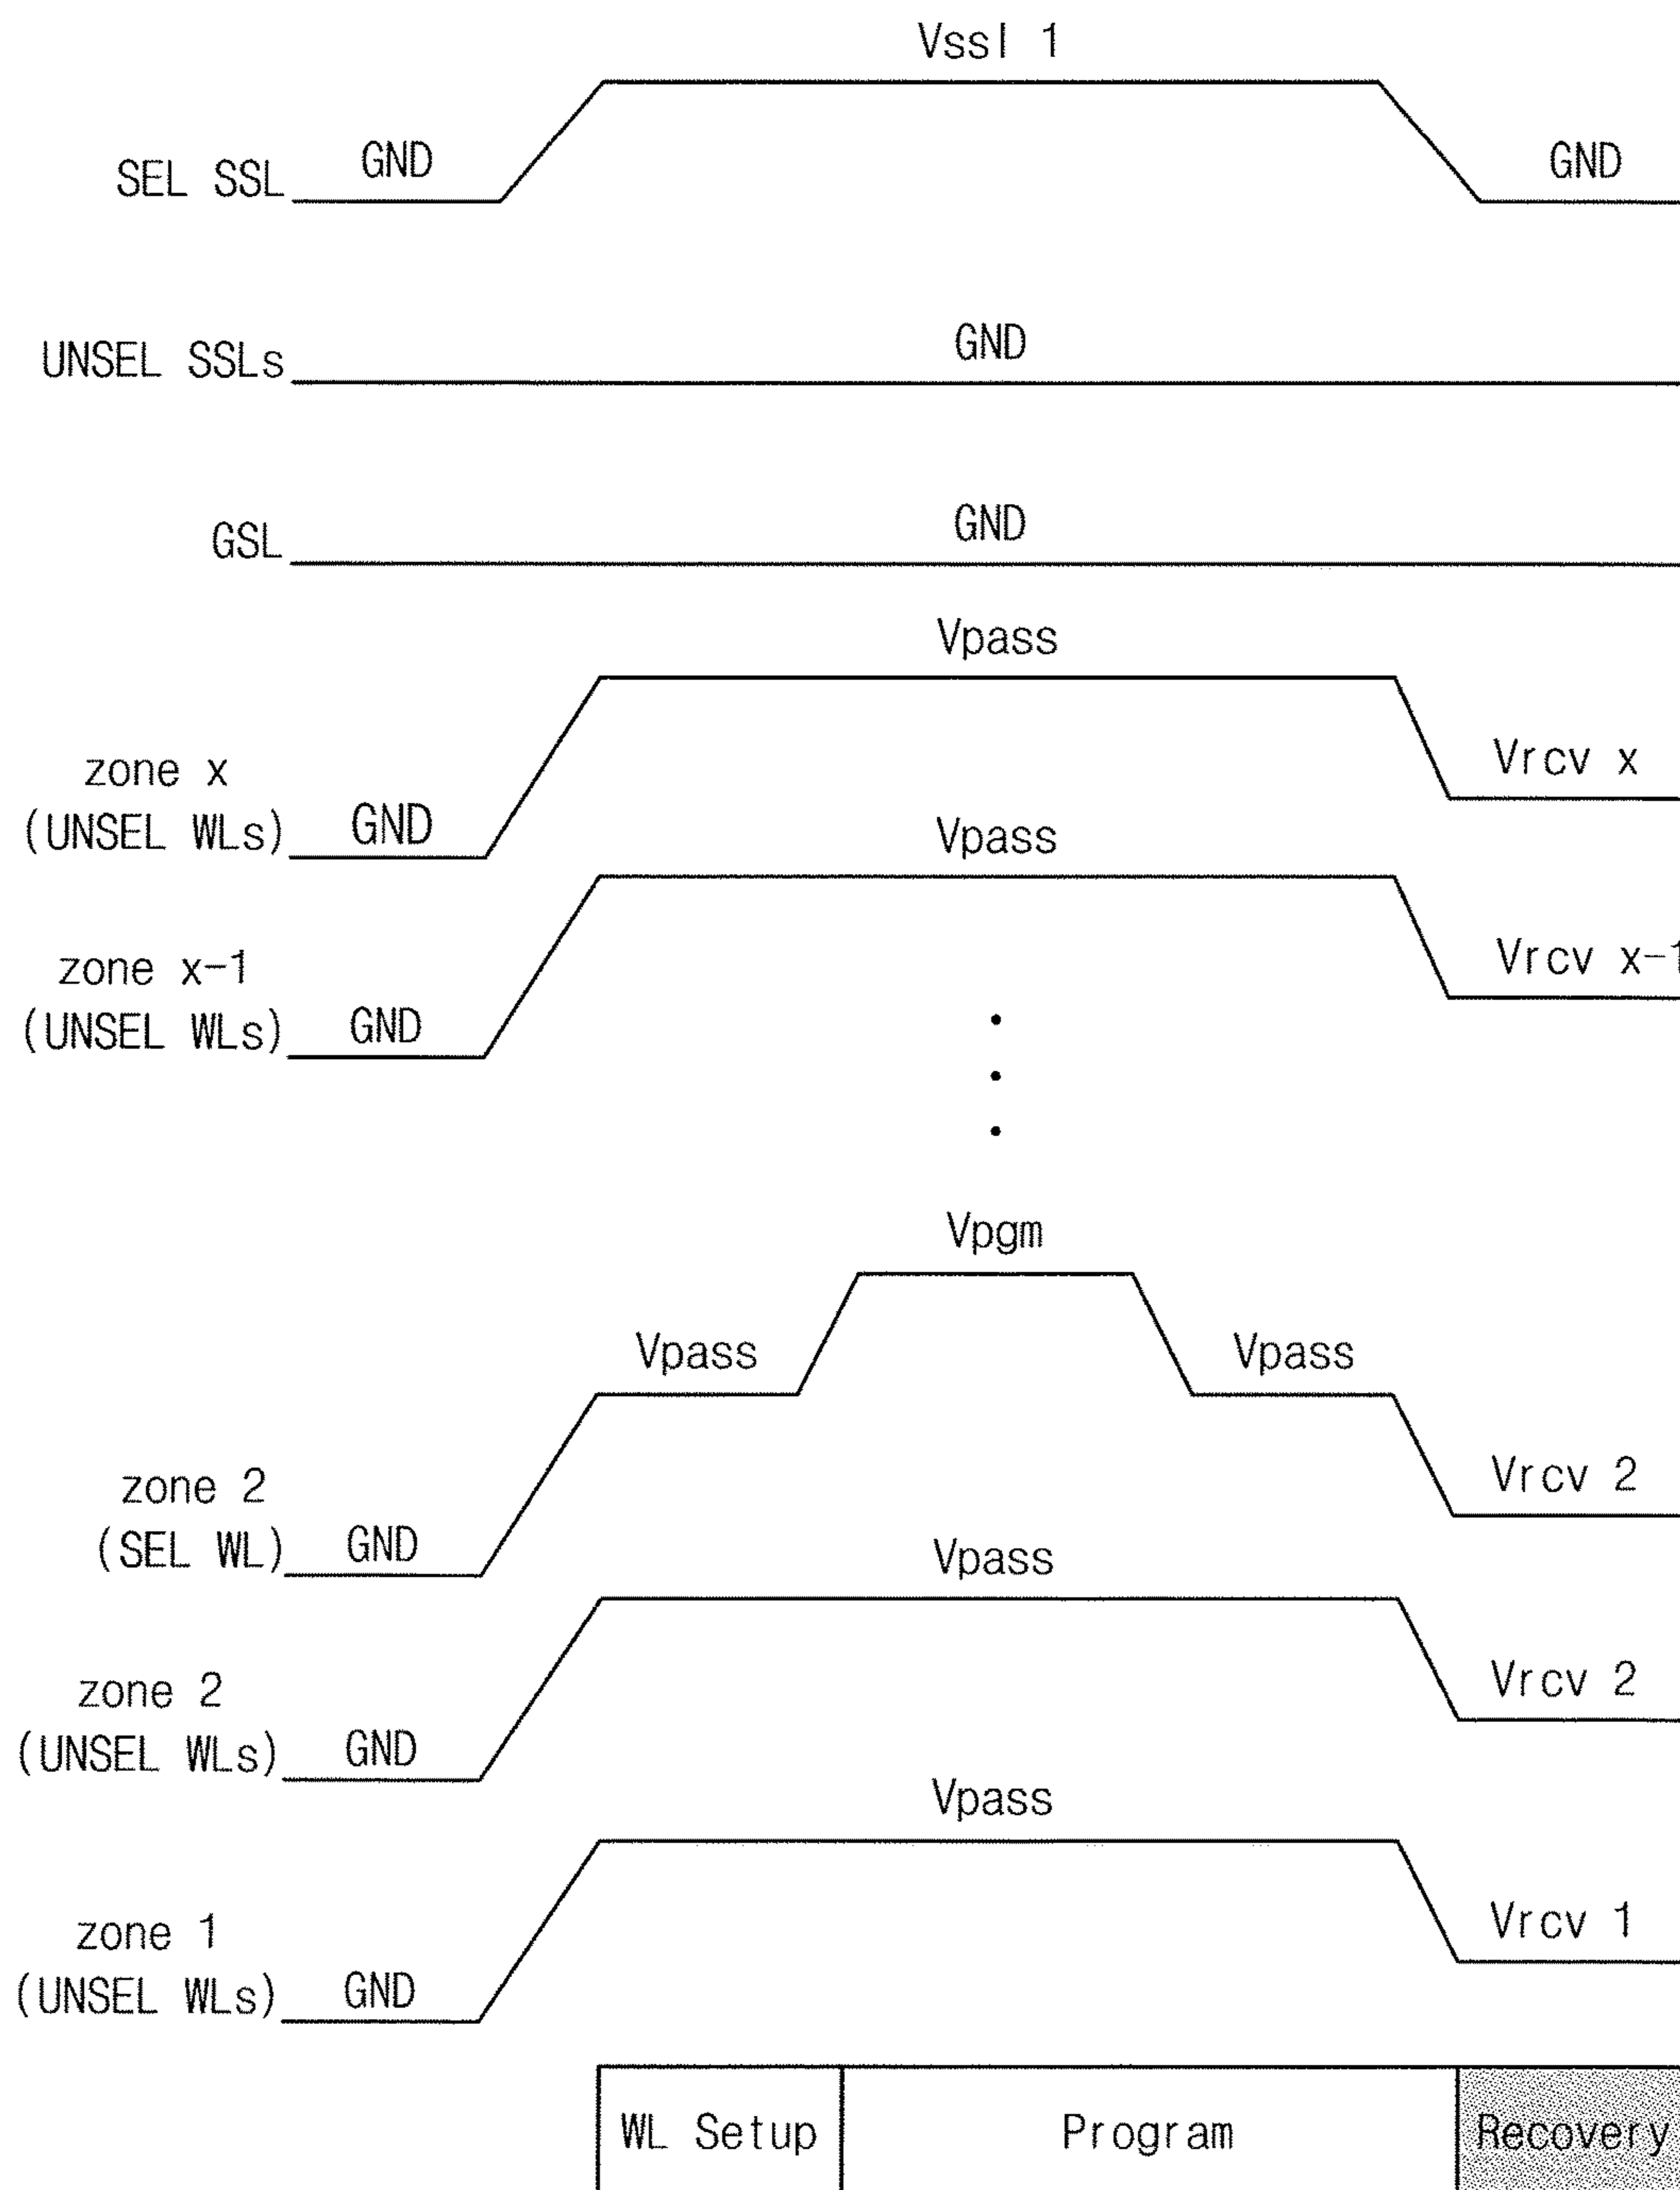 Vssl 1
SEL SSL GND GND
UNSEL SSLs GND
GSL GND
Vpass
zone x Vrcv x
(UNSEL WLs) GND Vpass
zone x-1 Vrcv x-1
(UNSEL WLs) GND
Vpgm
Vpass Vpass
zone 2 Vrcv 2
(SEL WL) GND Vpass
zone 2 Vrcv 2
(UNSEL WLs) GND
Vpass
zone 1 Vrcv 1
(UNSEL WLs) GND
WL Setup Program Recovery